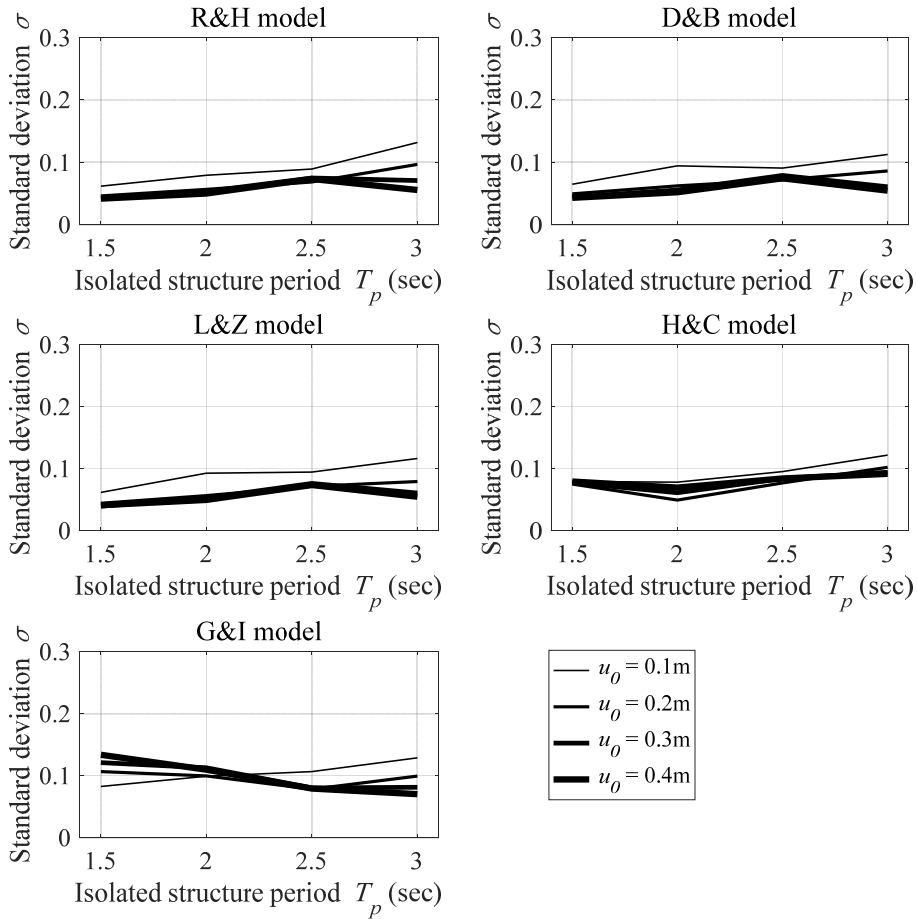 R&H model
Standard deviation σ
0.3
0.2
0.1
0
1.5 2 2.5 3
Isolated structure period T_p (sec)
D&B model
Standard deviation σ
0.3
0.2
0.1
0
1.5 2 2.5 3
Isolated structure period T_p (sec)
L&Z model
Standard deviation σ
0.3
0.2
0.1
0
1.5 2 2.5 3
Isolated structure period T_p (sec)
H&C model
Standard deviation σ
0.3
0.2
0.1
0
1.5 2 2.5 3
Isolated structure period T_p (sec)
G&I model
Standard deviation σ
0.3
0.2
0.1
0
1.5 2 2.5 3
Isolated structure period T_p (sec)
u_0 = 0.1m
u_0 = 0.2m
u_0 = 0.3m
u_0 = 0.4m